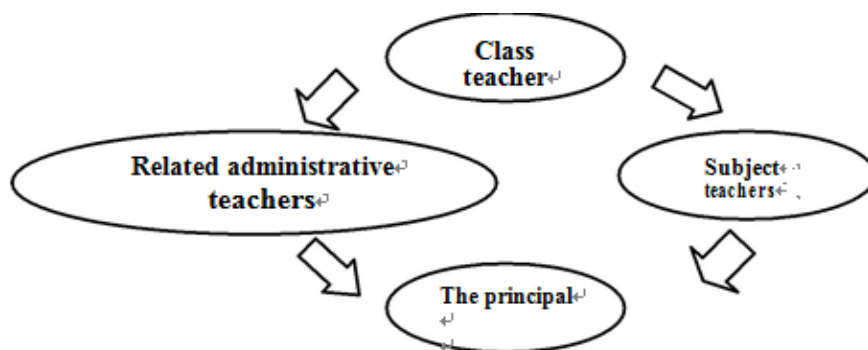 Class
teacher
Related administrative
teachers
Subject
teachers
The principal